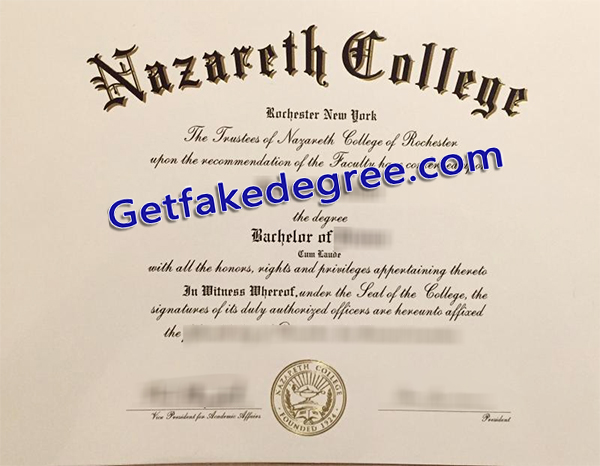 Nazareth College
Rochester New York
The Trustees of Nazareth College of Rochester
upon the recommendation of the Faculty have
Getfakedegree.com
the degree
Bachelor of
Cum Laude
with all the honors, rights and privileges appertaining thereto
In Witness Whereof, under the Seal of the College, the
signatures of its duly authorized officers are hereunto affixed
the
NAZARETH COLLEGE
FOUNDED 1924
Vice President for Academic Affairs
President